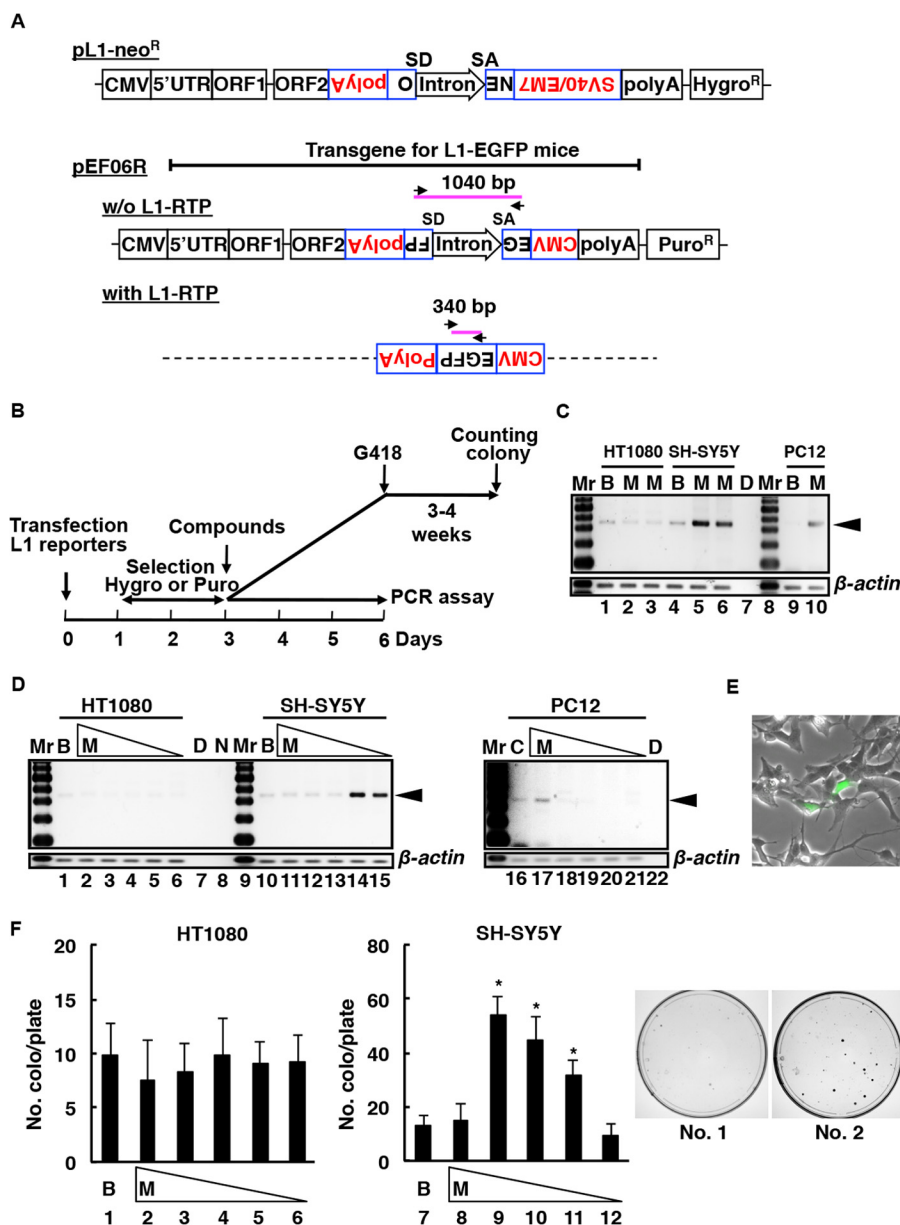 A
pL1-neoR
SD SA
CMV 5'UTR ORF1 ORF2 polyA O Intron NE SV40/EM7 polyA HygroR
Transgene for L1-EGFP mice
pEF06R
1040 bp
w/o L1-RTP
SD SA
CMV 5'UTR ORF1 ORF2 polyA FP Intron EG CMV polyA PuroR
with L1-RTP
340 bp
PolyA EGFP CMV
B
Counting
colony
G418
3-4
weeks
Transfection
L1 reporters
Compounds
Selection
Hygro or Puro
PCR assay
0 1 2 3 4 5 6 Days
C
HT1080 SH-SY5Y PC12
Mr B M M B M M D Mr B M
β-actin
1 2 3 4 5 6 7 8 9 10
D
HT1080 SH-SY5Y PC12
Mr B M D N Mr B M Mr C M D
β-actin β-actin
1 2 3 4 5 6 7 8 9 10 11 12 13 14 15 16 17 18 19 20 21 22
E
F
HT1080
No. colo/plate
20
15
10
5
0
B M
1 2 3 4 5 6
SH-SY5Y
No. colo/plate
80
60
40
20
0
* * *
B M
7 8 9 10 11 12
No. 1 No. 2